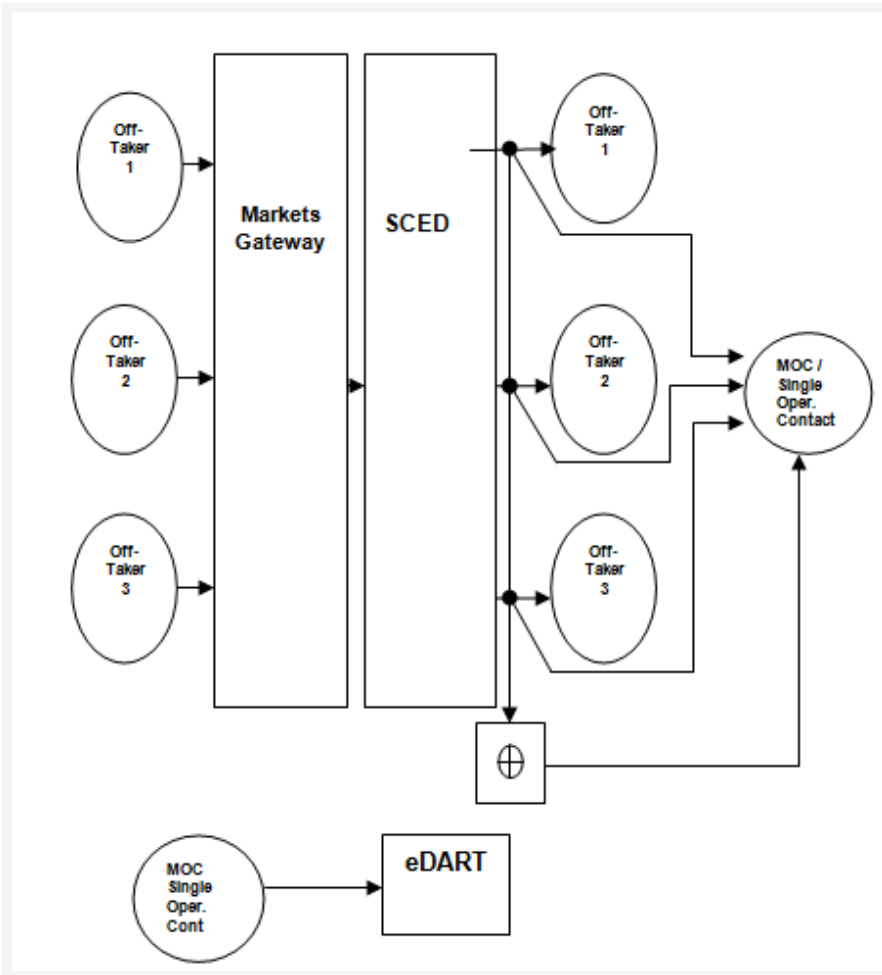 Off-
Taker
1
Off-
Taker
2
Off-
Taker
3
Markets
Gateway
SCED
Off-
Taker
1
Off-
Taker
2
Off-
Taker
3
MOC /
Single
Oper.
Contact
MOC
Single
Oper.
Cont
eDART